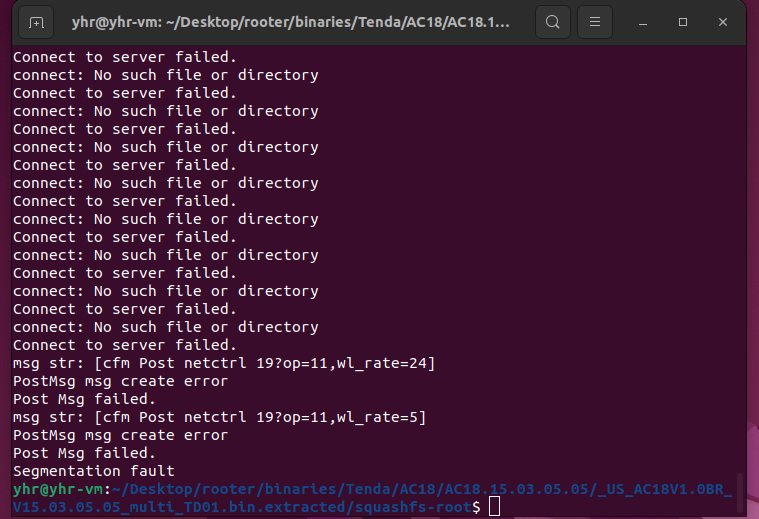 yhr@yhr-vm: ~/Desktop/rooter/binaries/Tenda/AC18/AC18.1...
Connect to server failed.
connect: No such file or directory
Connect to server failed.
connect: No such file or directory
Connect to server failed.
connect: No such file or directory
Connect to server failed.
connect: No such file or directory
Connect to server failed.
connect: No such file or directory
Connect to server failed.
connect: No such file or directory
Connect to server failed.
connect: No such file or directory
Connect to server failed.
connect: No such file or directory
Connect to server failed.
msg str: [cfm Post netctrl 19?op=11,wl_rate=24]
PostMsg msg create error
Post Msg failed.
msg str: [cfm Post netctrl 19?op=11,wl_rate=5]
PostMsg msg create error
Post Msg failed.
Segmentation fault
yhr@yhr-vm:~/Desktop/rooter/binaries/Tenda/AC18/AC18.15.03.05.05/_US_AC18V1.0BR_
V15.03.05.05_multi_TD01.bin.extracted/squashfs-root$